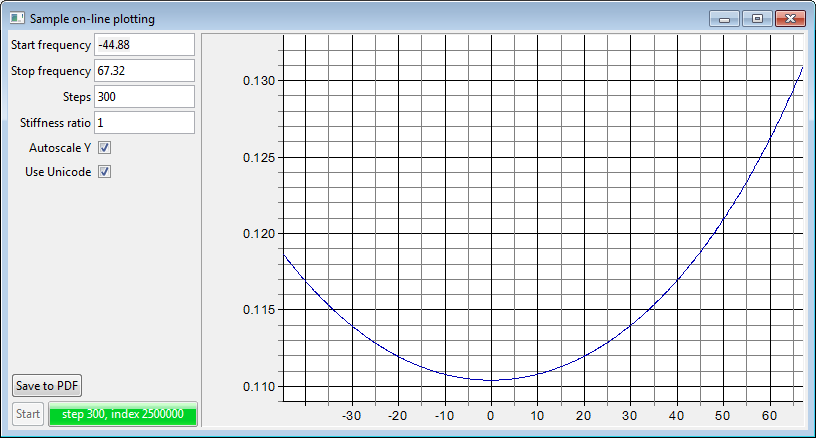 Sample on-line plotting
Start frequency -44.88
Stop frequency 67.32
Steps 300
Stiffness ratio 1
Autoscale Y
Use Unicode
Save to PDF
Start step 300, index 2500000
0.130
0.125
0.120
0.115
0.110
-30 -20 -10 0 10 20 30 40 50 60